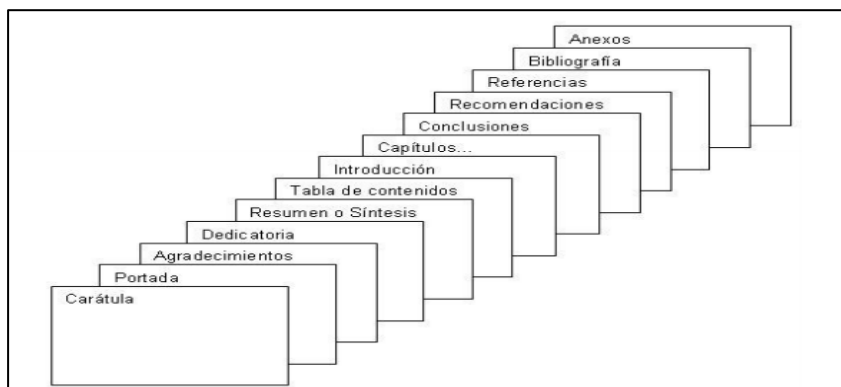 Anexos
Bibliografía
Referencias
Recomendaciones
Conclusiones
Capítulos...
Introducción
Tabla de contenidos
Resumen o Síntesis
Dedicatoria
Agradecimientos
Portada
Carátula